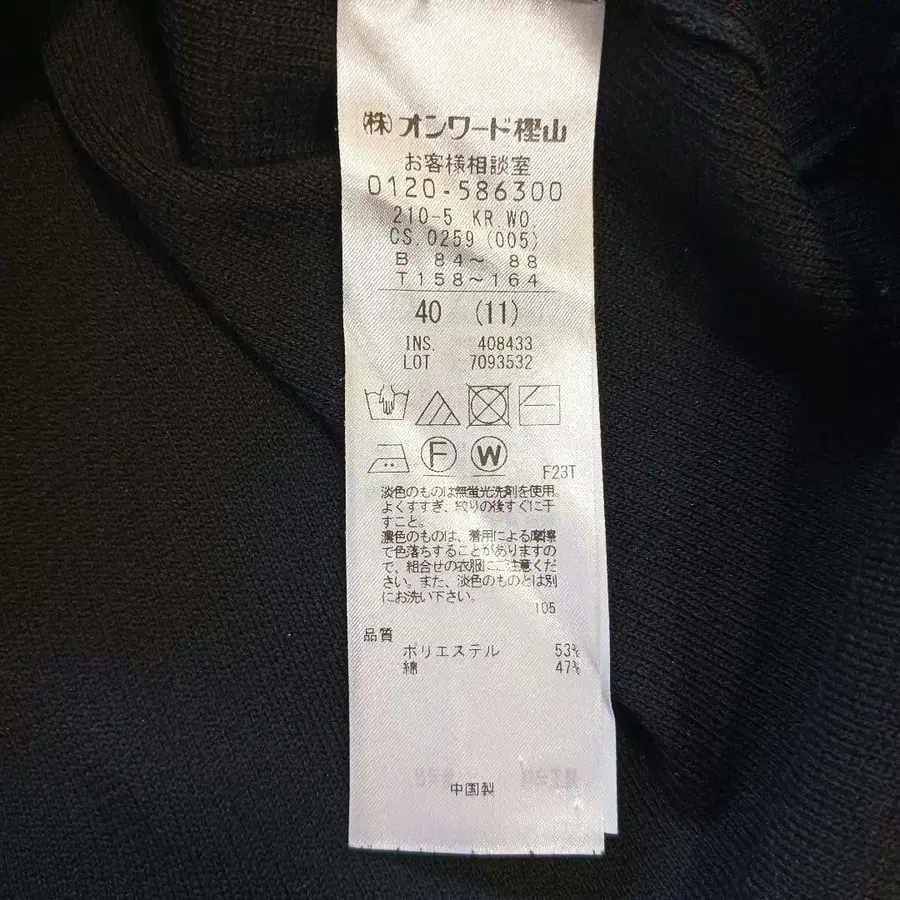 ㈱オンワード樫山
お客様相談室
0120-586300
210-5 KR WO.
CS 0259 (005)
B 84～ 88
T158～164
40 (11)
INS. 408433
LOT 7093532
F W
F23T
淡色のものは無蛍光洗剤を使用。
よくすすぎ、絞りの後すぐに干
すこと。
濃色のものは、着用による摩擦
で色落ちすることがありますの
で、組合せの衣服にご注意くだ
さい。また、淡色のものとは別
にお洗い下さい。
105
品質
ポリエステル 53%
綿 47%
中国製